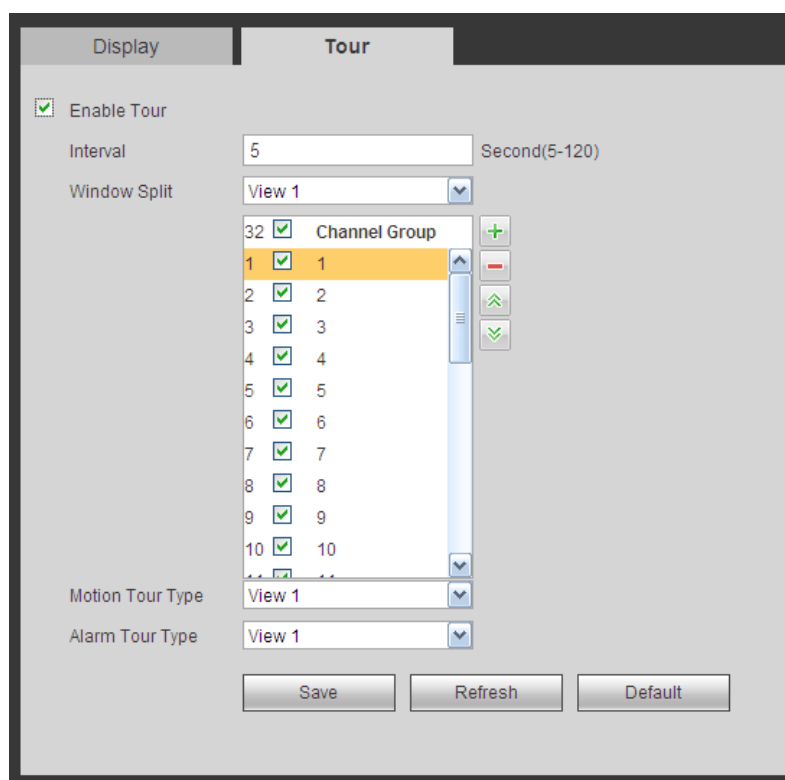 Display Tour
Enable Tour
Interval 5 Second(5-120)
Window Split View 1
32 Channel Group
1 1
2 2
3 3
4 4
5 5
6 6
7 7
8 8
9 9
10 10
Motion Tour Type View 1
Alarm Tour Type View 1
Save Refresh Default